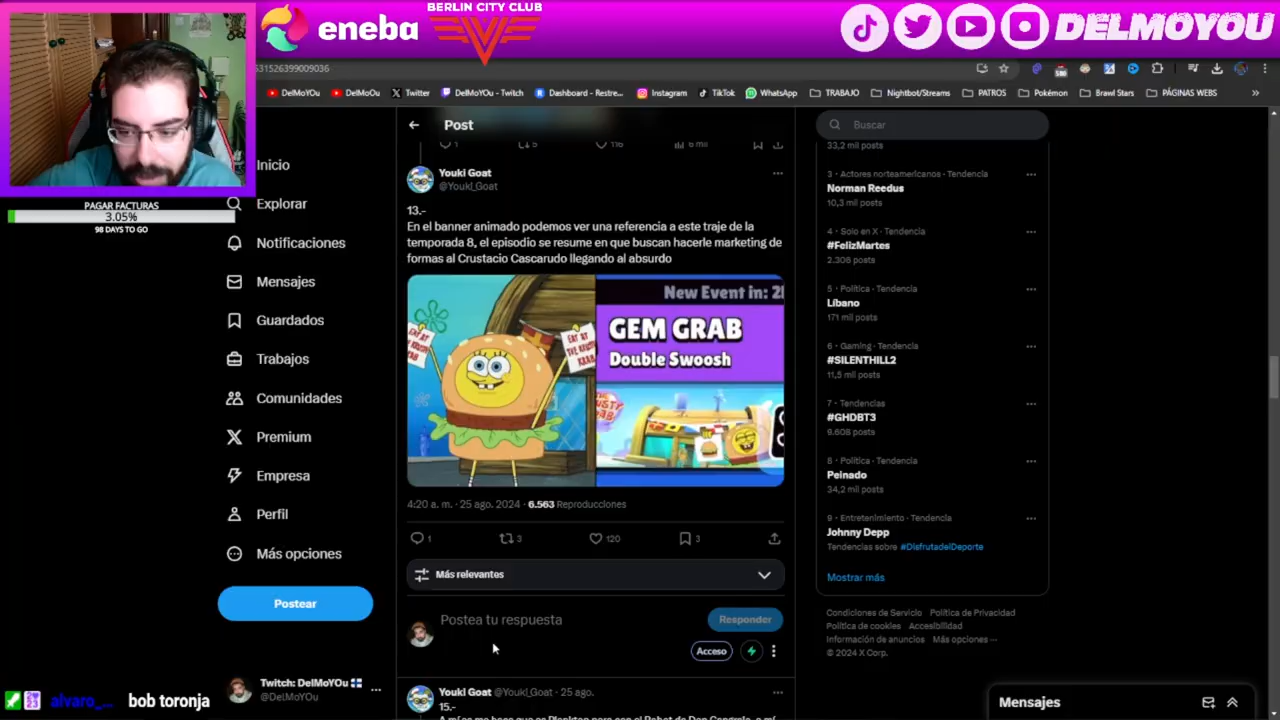 BERLIN CITY CLUB
eneba
DELMOYOU
531526399009036
DelMoYOu
DelMoOu
Twitter
DelMoYOu - Twitch
Dashboard - Restre...
Instagram
TikTok
WhatsApp
TRABAJO
Nightbot/Streams
PATROS
Pokémon
Brawl Stars
PÁGINAS WEBS
PAGAR FACTURAS
3.05%
98 DAYS TO GO
Inicio
Explorar
Notificaciones
Mensajes
Guardados
Trabajos
Comunidades
Premium
Empresa
Perfil
Más opciones
Postear
Twitch: DelMoYOu
@DelMoYOu
alvaro_...
bob toronja
Post
1
5
116
6 mil
Youki Goat
@Youki_Goat
13.-
En el banner animado podemos ver una referencia a este traje de la
temporada 8, el episodio se resume en que buscan hacerle marketing de
formas al Crustacio Cascarudo llegando al absurdo
EAT AT
New Event in: 2
GEM GRAB
Double Swoosh
4:20 a. m. · 25 ago. 2024 · 6.563 Reproducciones
1
3
120
3
Más relevantes
Postea tu respuesta
Responder
Acceso
Youki Goat @Youki_Goat · 25 ago.
15.-
Buscar
33,2 mil posts
3 · Actores norteamericanos · Tendencia
Norman Reedus
10,3 mil posts
4 · Solo en X · Tendencia
#FelizMartes
2.306 posts
5 · Política · Tendencia
Líbano
171 mil posts
6 · Gaming · Tendencia
#SILENTHILL2
11,5 mil posts
7 · Tendencias
#GHDBT3
9.608 posts
8 · Política · Tendencia
Peinado
34,2 mil posts
9 · Entretenimiento · Tendencia
Johnny Depp
Tendencias sobre #DisfrutadelDeporte
Mostrar más
Condiciones de Servicio Política de Privacidad
Política de cookies Accesibilidad
Información de anuncios Más opciones ···
© 2024 X Corp.
Mensajes